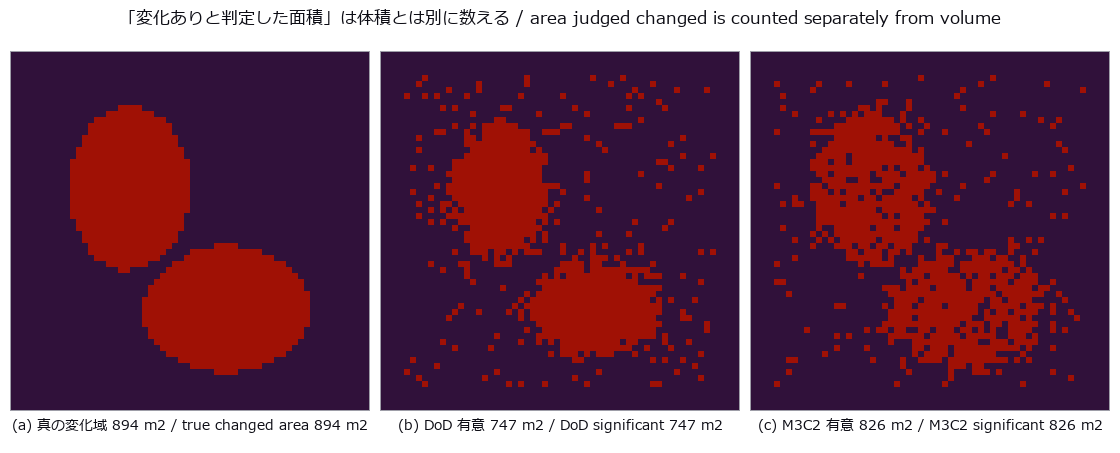 「変化ありと判定した面積」は体積とは別に数える / area judged changed is counted separately from volume
(a) 真の変化域 894 m2 / true changed area 894 m2
(b) DoD 有意 747 m2 / DoD significant 747 m2
(c) M3C2 有意 826 m2 / M3C2 significant 826 m2